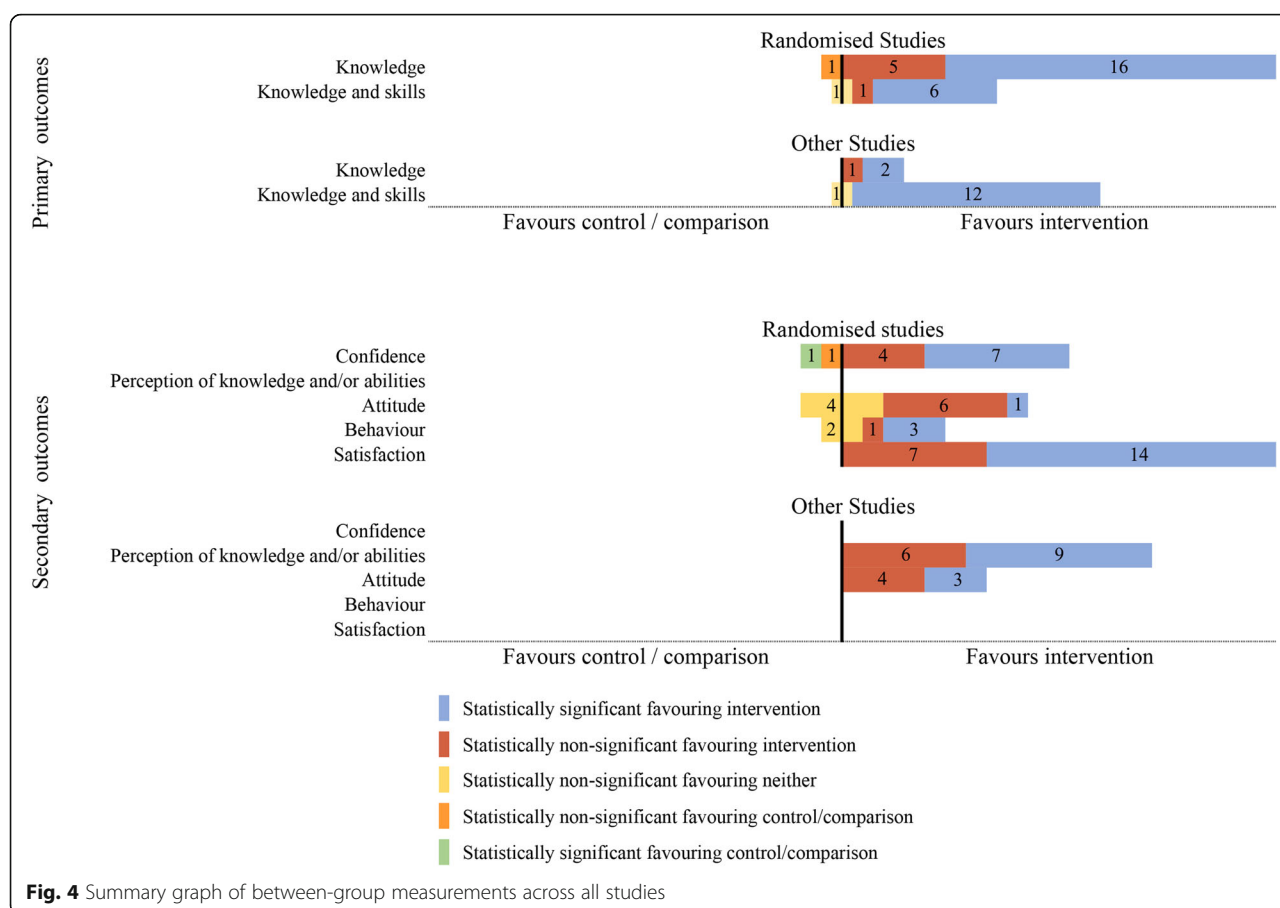 Primary outcomes
Randomised Studies
Knowledge 1 5 16
Knowledge and skills 1 1 6
Other Studies
Knowledge 1 2
Knowledge and skills 1 12
Favours control / comparison Favours intervention
Secondary outcomes
Randomised studies
Confidence 1 1 4 7
Perception of knowledge and/or abilities
Attitude 4 6 1
Behaviour 2 1 3
Satisfaction 7 14
Other Studies
Confidence
Perception of knowledge and/or abilities 6 9
Attitude 4 3
Behaviour
Satisfaction
Favours control / comparison Favours intervention
Statistically significant favouring intervention
Statistically non-significant favouring intervention
Statistically non-significant favouring neither
Statistically non-significant favouring control/comparison
Statistically significant favouring control/comparison
Fig. 4 Summary graph of between-group measurements across all studies